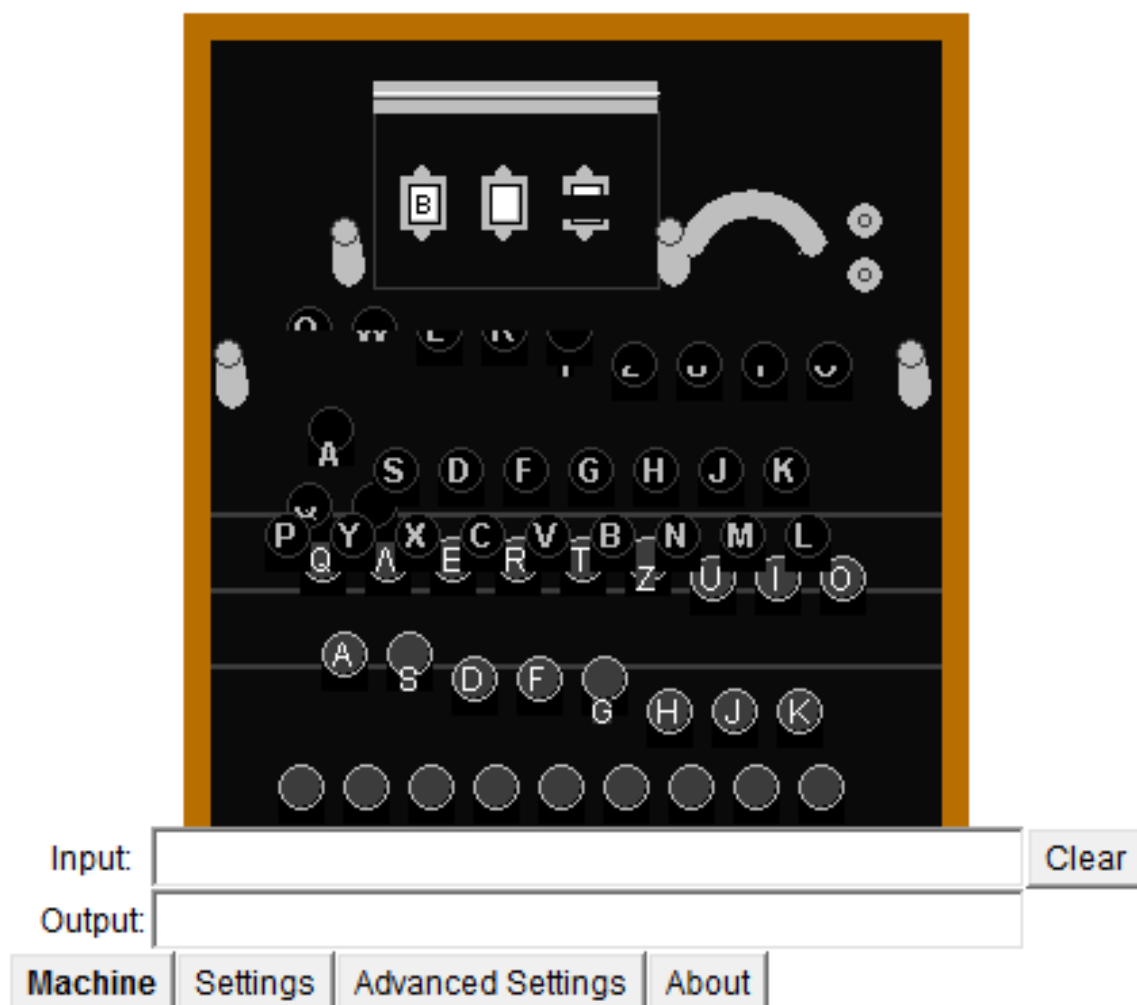 B
S D F G H J K
P Y X C V B N M L
Q A E R T Z U I O
A S D F G H J K
Input: Clear
Output:
Machine Settings Advanced Settings About